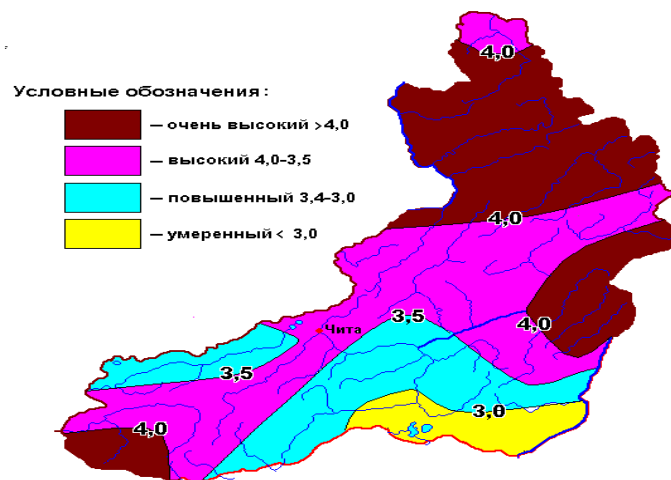 4,0
Условные обозначения :
– очень высокий >4,0
– высокий 4,0-3,5
– повышенный 3,4-3,0
– умеренный < 3,0
4,0
3,5
4,0
Чита
3,5
4,0
3,0